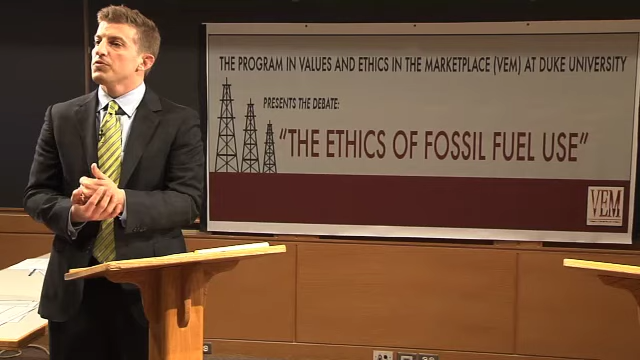 THE PROGRAM IN VALUES AND ETHICS IN THE MARKETPLACE (VEM) AT DUKE UNIVERSITY
PRESENTS THE DEBATE:
"THE ETHICS OF FOSSIL FUEL USE"
VEM